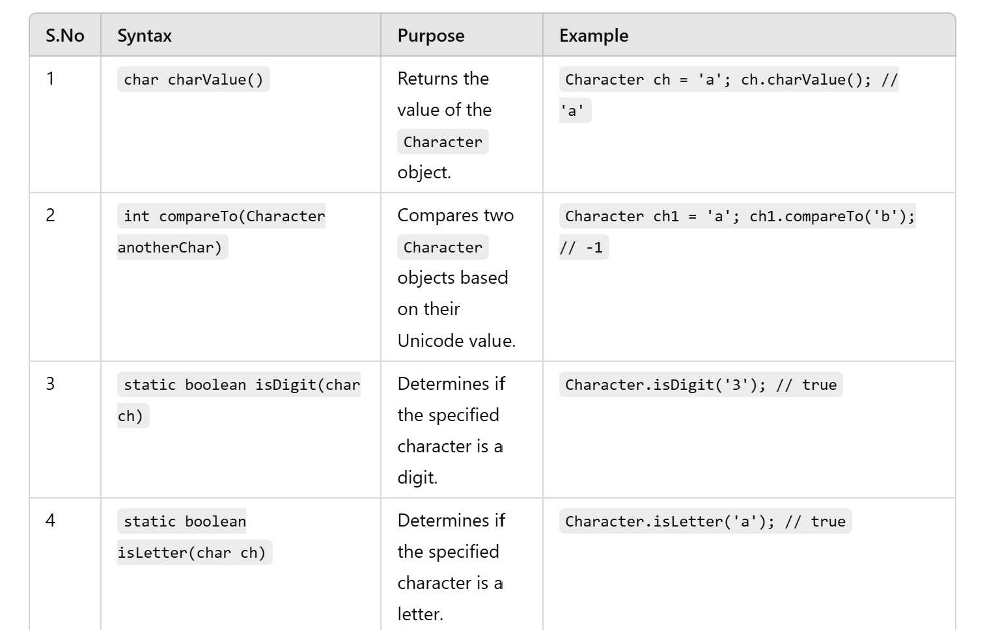 S.No Syntax Purpose Example
1 char charValue() Returns the Character ch = 'a'; ch.charValue(); //
value of the 'a'
Character
object.
2 int compareTo(Character Compares two Character ch1 = 'a'; ch1.compareTo('b');
anotherChar) Character // -1
objects based
on their
Unicode value.
3 static boolean isDigit(char Determines if Character.isDigit('3'); // true
ch) the specified
character is a
digit.
4 static boolean Determines if Character.isLetter('a'); // true
isLetter(char ch) the specified
character is a
letter.